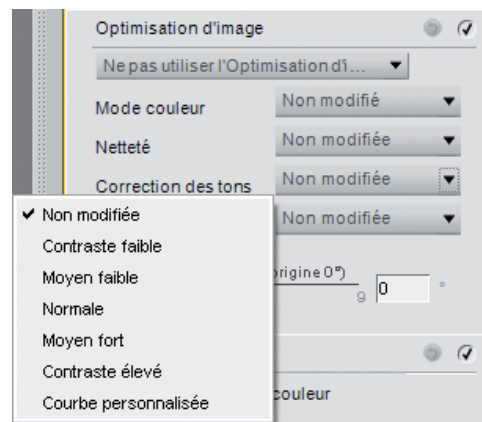 Optimisation d'image
Ne pas utiliser l'Optimisation d'i...
Mode couleur Non modifié
Netteté Non modifiée
Correction des tons Non modifiée
Non modifiée
✔ Non modifiée
Contraste faible
Moyen faible
Normale
Moyen fort
Contraste élevé
Courbe personnalisée
origine 0°)
0 °
couleur